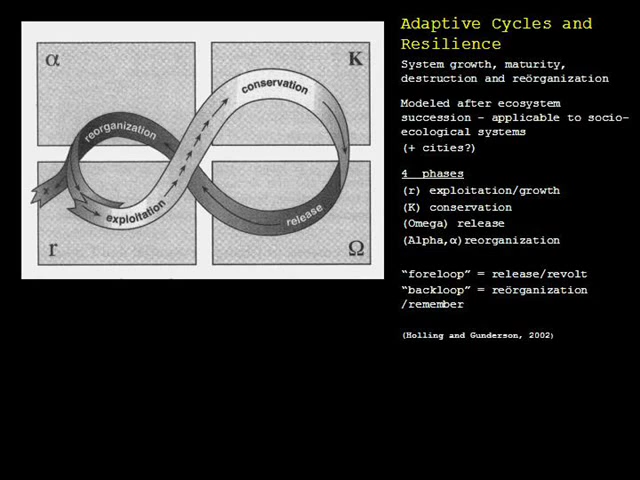 Adaptive Cycles and
Resilience
System growth, maturity,
destruction and reörganization
Modeled after ecosystem
succession – applicable to socio-
ecological systems
(+ cities?)
4 phases
(r) exploitation/growth
(K) conservation
(Omega) release
(Alpha,α)reorganization
“foreloop” = release/revolt
“backloop” = reörganization
/remember
(Holling and Gunderson, 2002)
α
K
conservation
reorganization
x
exploitation
release
r
Ω